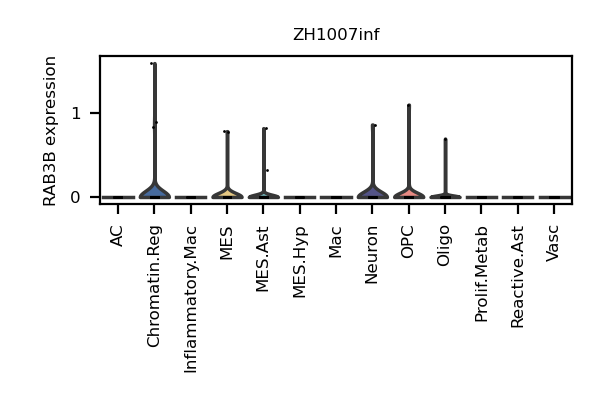 ZH1007inf
RAB3B expression
1
0
AC
Chromatin.Reg
Inflammatory.Mac
MES
MES.Ast
MES.Hyp
Mac
Neuron
OPC
Oligo
Prolif.Metab
Reactive.Ast
Vasc